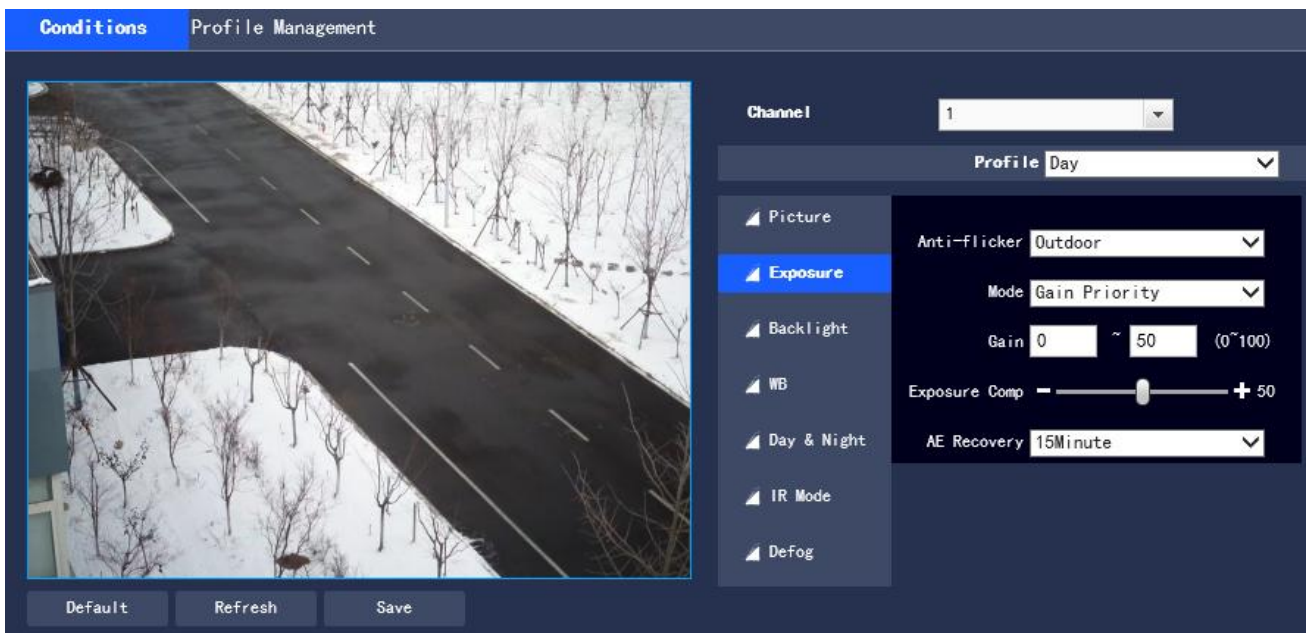 Conditions Profile Management
Channel 1
Profile Day
Picture
Exposure
Backlight
WB
Day & Night
IR Mode
Defog
Anti-flicker Outdoor
Mode Gain Priority
Gain 0 ~ 50 (0~100)
Exposure Comp 50
AE Recovery 15Minute
Default Refresh Save